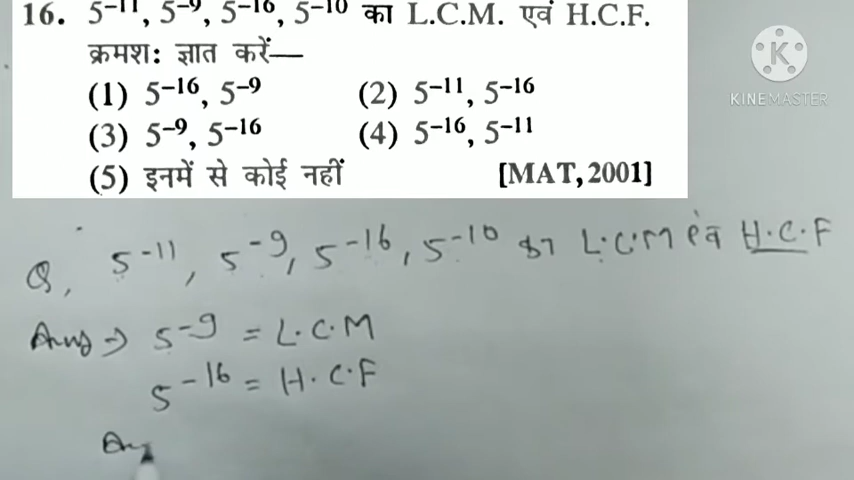 16. 5⁻¹¹, 5⁻⁹, 5⁻¹⁶, 5⁻¹⁰ का L.C.M. एवं H.C.F.
क्रमश: ज्ञात करें—
(1) 5⁻¹⁶, 5⁻⁹ (2) 5⁻¹¹, 5⁻¹⁶
(3) 5⁻⁹, 5⁻¹⁶ (4) 5⁻¹⁶, 5⁻¹¹
(5) इनमें से कोई नहीं [MAT, 2001]
K
KINEMASTER
Q, 5⁻¹¹, 5⁻⁹, 5⁻¹⁶, 5⁻¹⁰ का L.C.M एवं H.C.F
Ans → 5⁻⁹ = L.C.M
5⁻¹⁶ = H.C.F
An